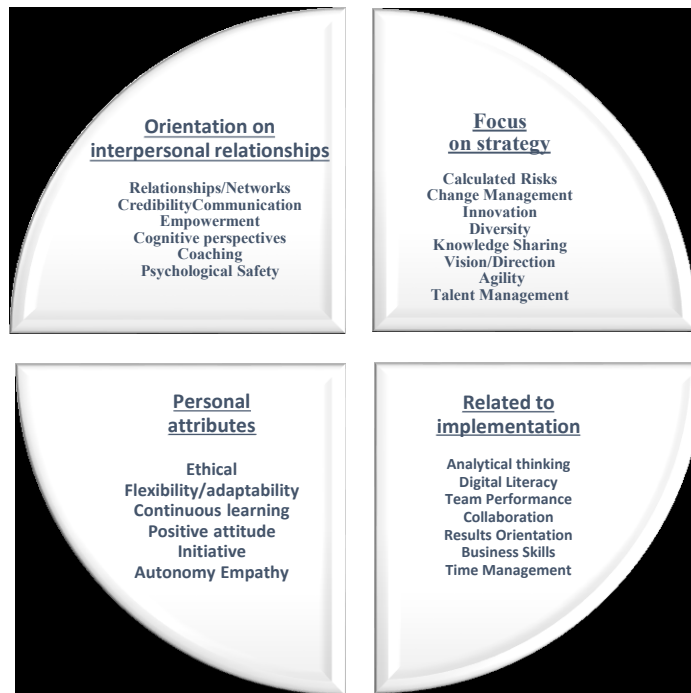 Orientation on
interpersonal relationships
Relationships/Networks
CredibilityCommunication
Empowerment
Cognitive perspectives
Coaching
Psychological Safety
Focus
on strategy
Calculated Risks
Change Management
Innovation
Diversity
Knowledge Sharing
Vision/Direction
Agility
Talent Management
Personal
attributes
Ethical
Flexibility/adaptability
Continuous learning
Positive attitude
Initiative
Autonomy Empathy
Related to
implementation
Analytical thinking
Digital Literacy
Team Performance
Collaboration
Results Orientation
Business Skills
Time Management